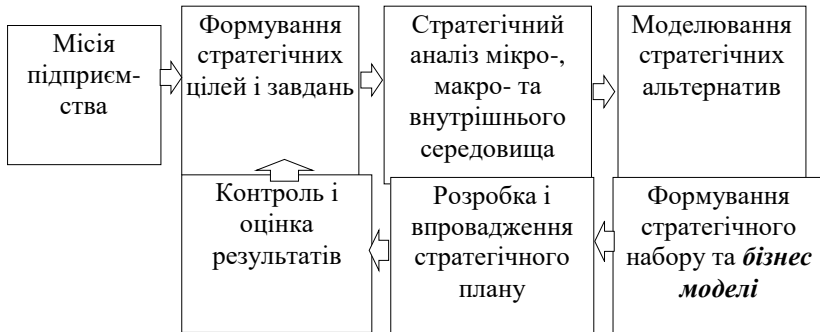 Місія
підприєм-
ства
Формування
стратегічних
цілей і завдань
Стратегічний
аналіз мікро-,
макро- та
внутрішнього
середовища
Моделювання
стратегічних
альтернатив
Контроль і
оцінка
результатів
Розробка і
впровадження
стратегічного
плану
Формування
стратегічного
набору та бізнес
моделі